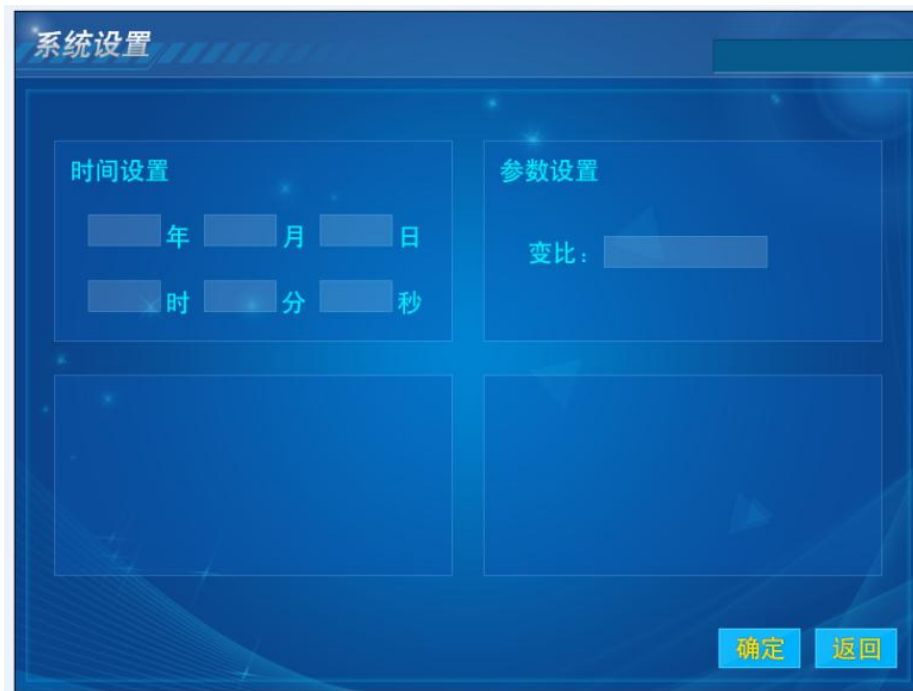 系统设置
时间设置
年 月 日
时 分 秒
参数设置
变比：
确定 返回